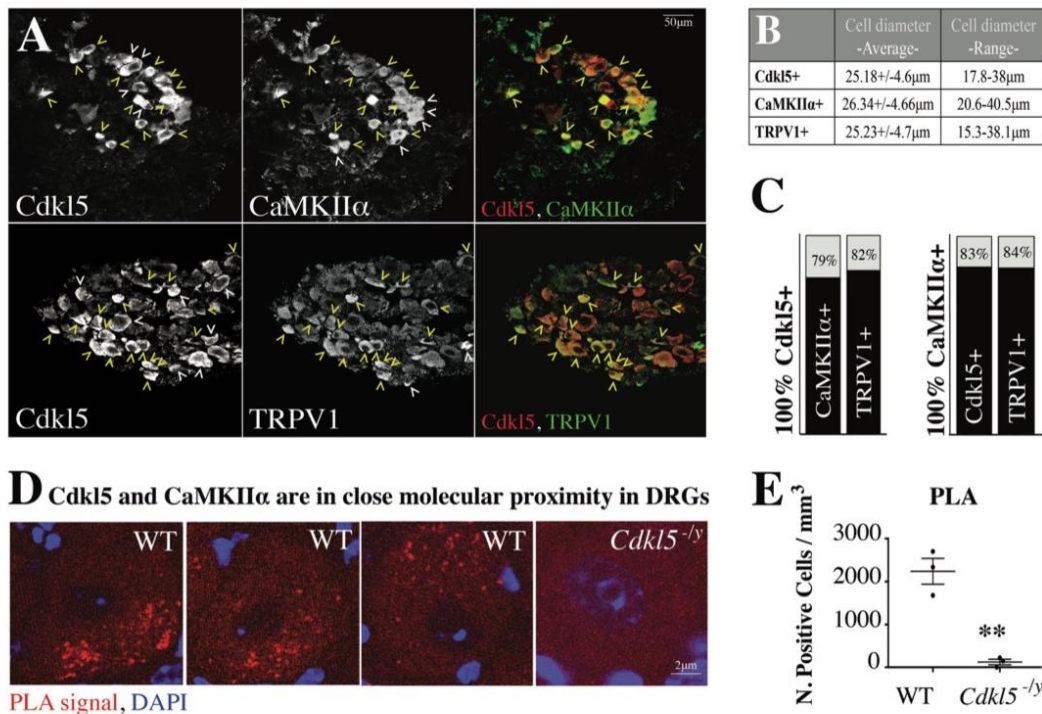 A
50μm
Cdkl5
CaMKIIα
Cdkl5, CaMKIIα
Cdkl5
TRPV1
Cdkl5, TRPV1
B
Cell diameter -Average-
Cell diameter -Range-
Cdkl5+ 25.18+/-4.6μm 17.8-38μm
CaMKIIα+ 26.34+/-4.66μm 20.6-40.5μm
TRPV1+ 25.23+/-4.7μm 15.3-38.1μm
C
100% Cdkl5+
79%
CaMKIIα+
82%
TRPV1+
100% CaMKIIα+
83%
Cdkl5+
84%
TRPV1+
D Cdkl5 and CaMKIIα are in close molecular proximity in DRGs
WT
WT
WT
Cdkl5 -/y
2μm
PLA signal, DAPI
E
PLA
N. Positive Cells / mm³
3000
2000
1000
0
**
WT
Cdkl5 -/y